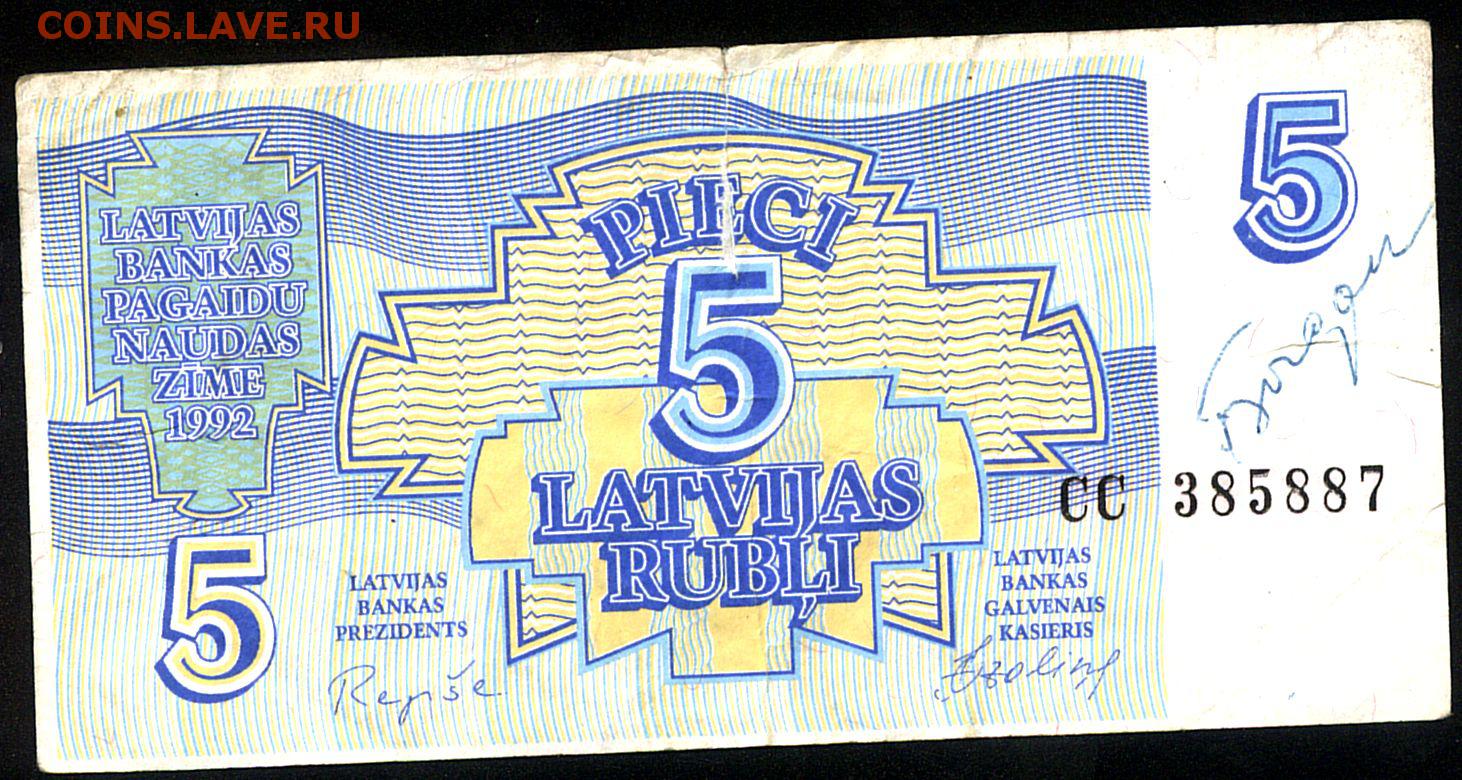 COINS.LAVE.RU
LATVIJAS
BANKAS
PAGAIDU
NAUDAS
ZĪME
1992
PIECI
5
LATVIJAS
RUBĻI
5
5
CC 385887
LATVIJAS
BANKAS
PREZIDENTS
Repše
LATVIJAS
BANKAS
GALVENAIS
KASIERIS